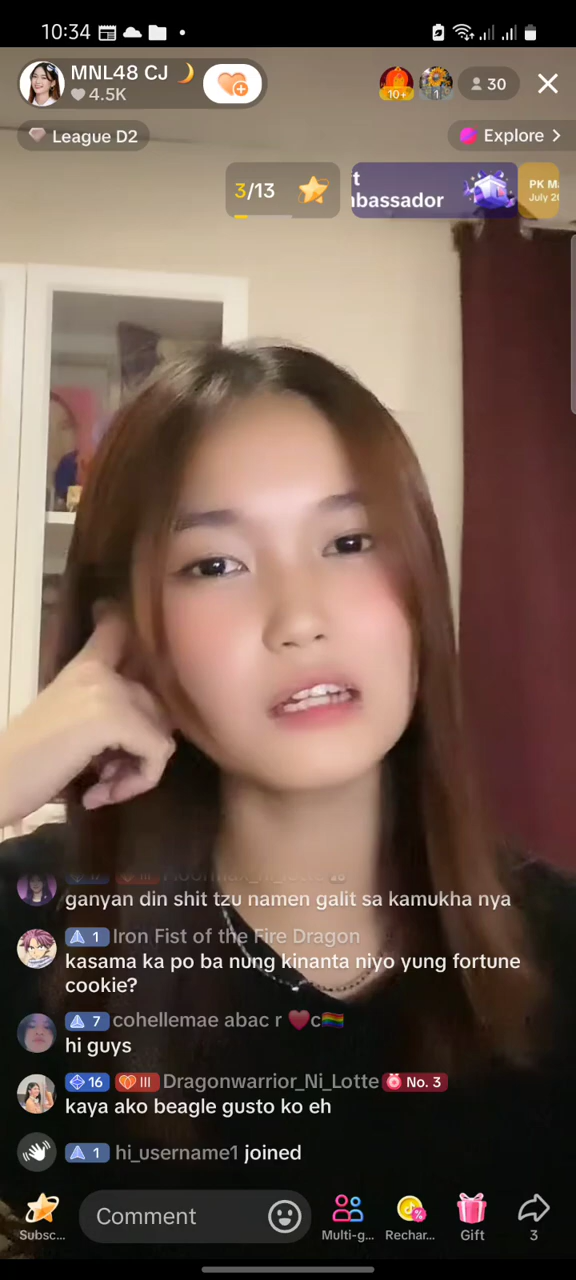 10:34
MNL48 CJ 🌙
4.5K
10+
1
30
League D2
Explore >
3/13
bassador
PK M
July 2
ganyan din shit tzu namen galit sa kamukha nya
1 Iron Fist of the Fire Dragon
kasama ka po ba nung kinanta niyo yung fortune
cookie?
7 cohellemae abac r ❤️c🏳️‍🌈
hi guys
16 III Dragonwarrior_Ni_Lotte No. 3
kaya ako beagle gusto ko eh
1 hi_username1 joined
Comment
Subsc... Multi-g... Rechar... Gift 3